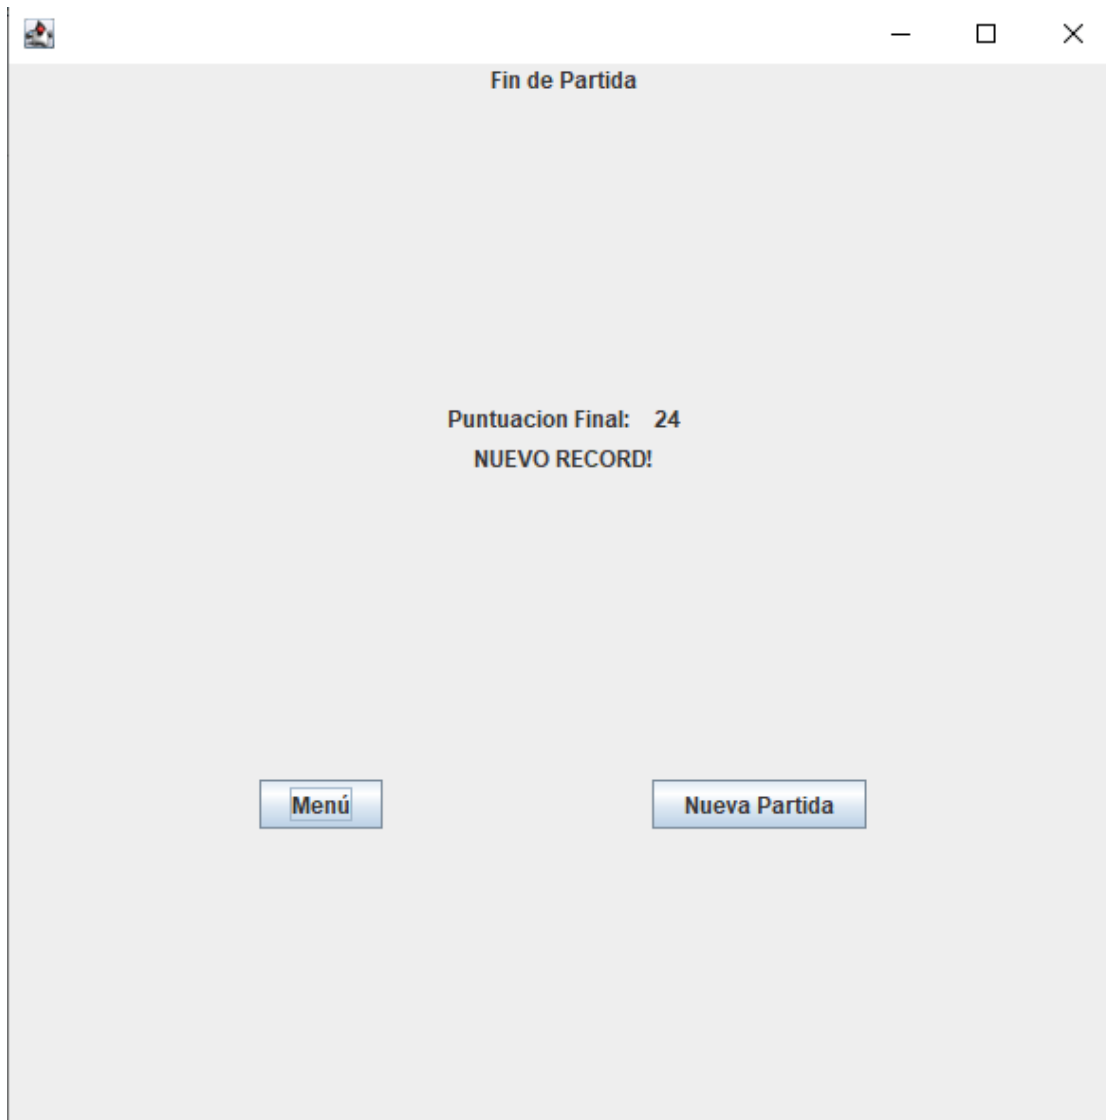 Fin de Partida
Puntuacion Final: 24
NUEVO RECORD!
Menú
Nueva Partida